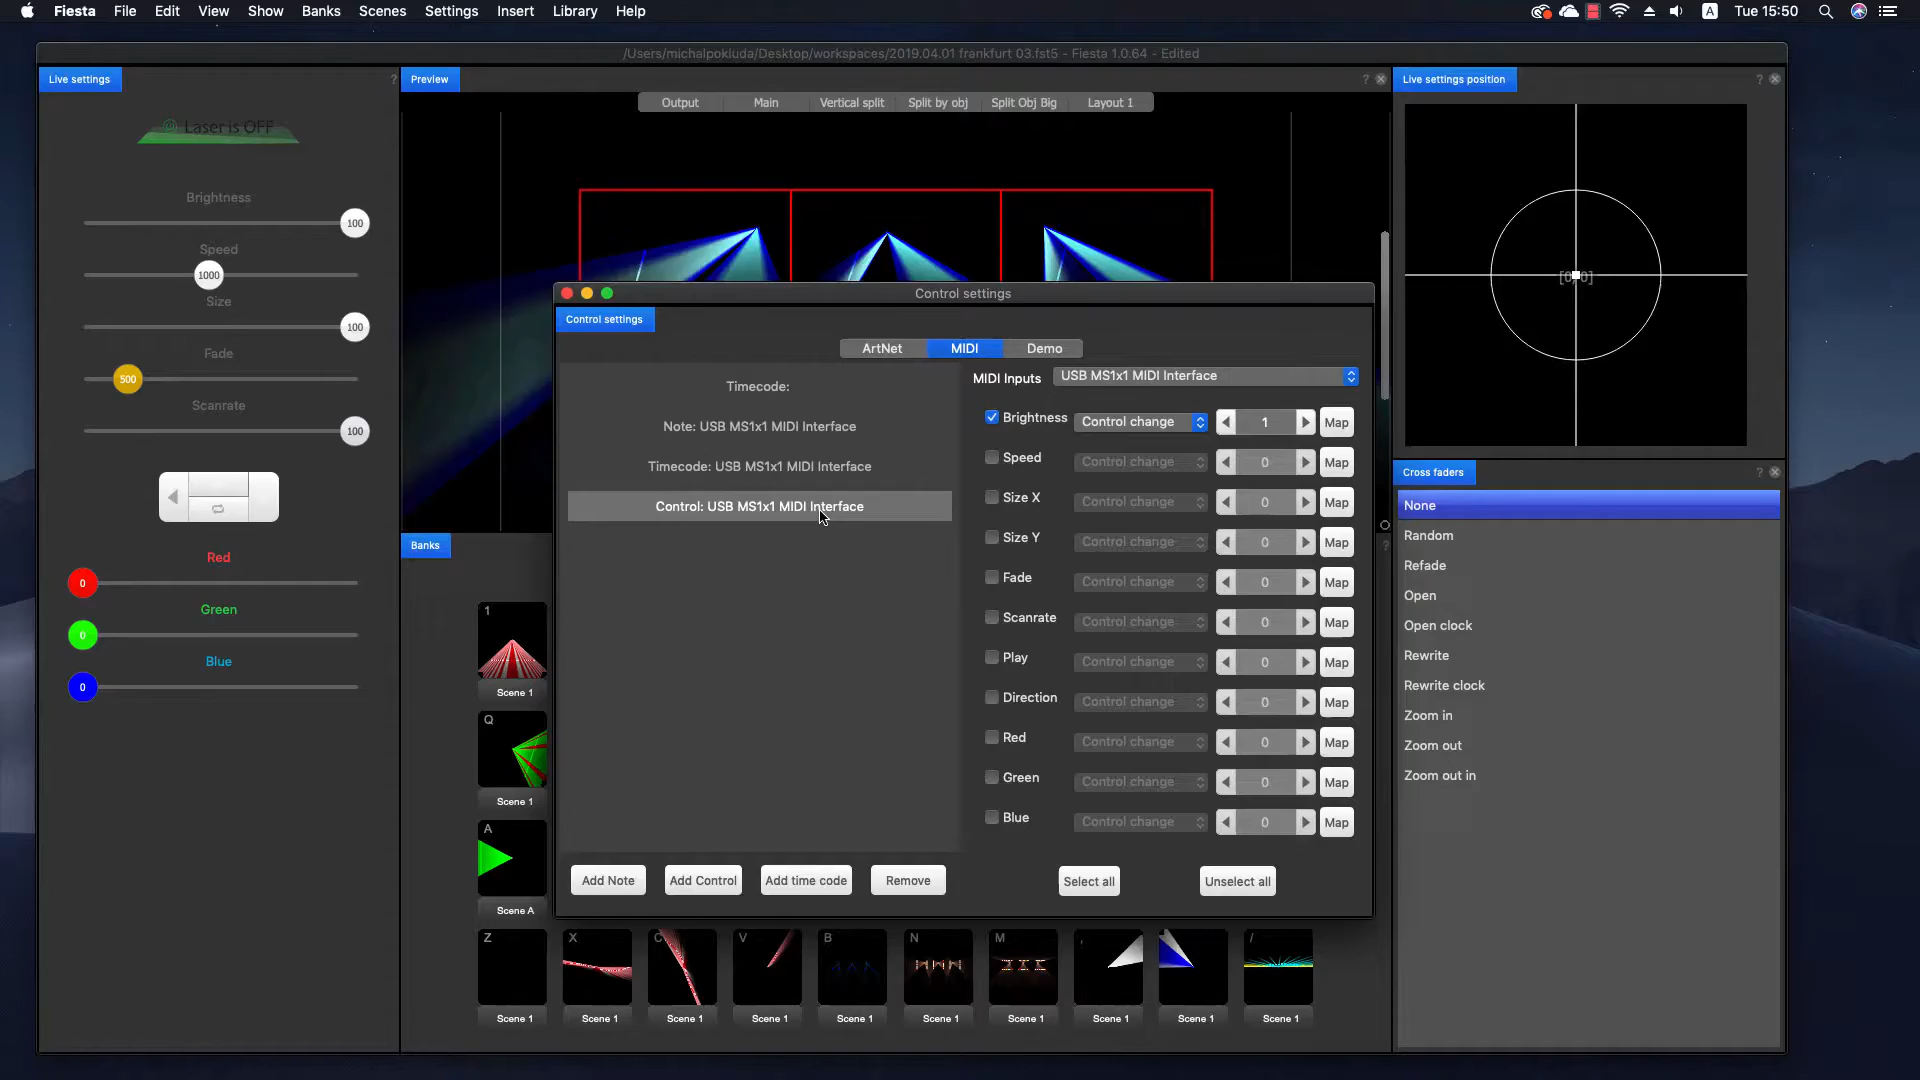 Fiesta File Edit View Show Banks Scenes Settings Insert Library Help
A Tue 15:50
/Users/michalpokluda/Desktop/workspaces/2019.04.01 frankfurt 03.fst5 - Fiesta 1.0.64 - Edited
Live settings ?
Laser is OFF
Brightness
100
Speed
1000
Size
100
Fade
500
Scanrate
100
Red
0
Green
0
Blue
0
Preview ?
Output Main Vertical split Split by obj Split Obj Big Layout 1
Control settings
Control settings
ArtNet MIDI Demo
Timecode:
Note: USB MS1x1 MIDI Interface
Timecode: USB MS1x1 MIDI Interface
Control: USB MS1x1 MIDI Interface
Add Note Add Control Add time code Remove
MIDI Inputs USB MS1x1 MIDI Interface
Brightness Control change 1 Map
Speed Control change 0 Map
Size X Control change 0 Map
Size Y Control change 0 Map
Fade Control change 0 Map
Scanrate Control change 0 Map
Play Control change 0 Map
Direction Control change 0 Map
Red Control change 0 Map
Green Control change 0 Map
Blue Control change 0 Map
Select all Unselect all
Banks ?
1
Scene 1
Q
Scene 1
A
Scene A
Z X C V B N M , . /
Scene 1 Scene 1 Scene 1 Scene 1 Scene 1 Scene 1 Scene 1 Scene 1 Scene 1 Scene 1
Live settings position ?
[0, 0]
Cross faders ?
None
Random
Refade
Open
Open clock
Rewrite
Rewrite clock
Zoom in
Zoom out
Zoom out in